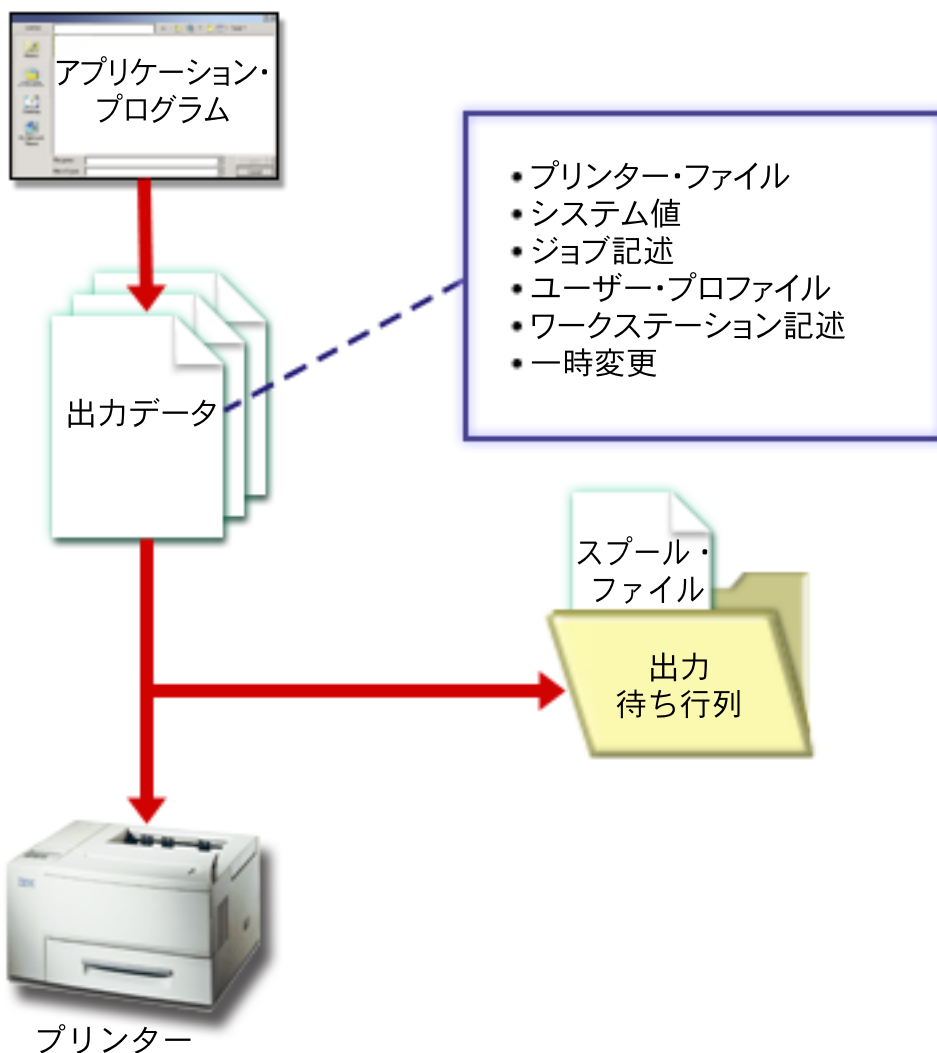 アプリケーション・
プログラム
• プリンター・ファイル
• システム値
• ジョブ記述
• ユーザー・プロファイル
• ワークステーション記述
• 一時変更
出力データ
スプール・
ファイル
出力
待ち行列
IBM
プリンター